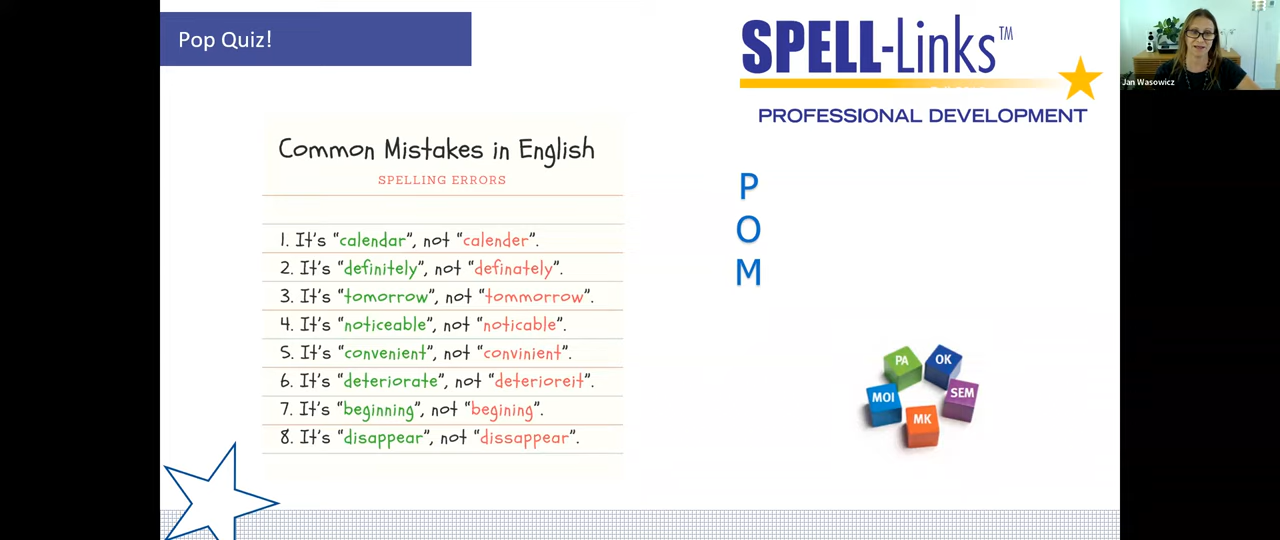 Pop Quiz!
SPELL-Links™
PROFESSIONAL DEVELOPMENT
Jan Wasowicz
Common Mistakes in English
SPELLING ERRORS
1. It's "calendar", not "calender".
2. It's "definitely", not "definately".
3. It's "tomorrow", not "tommorrow".
4. It's "noticeable", not "noticable".
5. It's "convenient", not "convinient".
6. It's "deteriorate", not "deterioreit".
7. It's "beginning", not "begining".
8. It's "disappear", not "dissappear".
P
O
M
PA
OK
MOI
SEM
MK